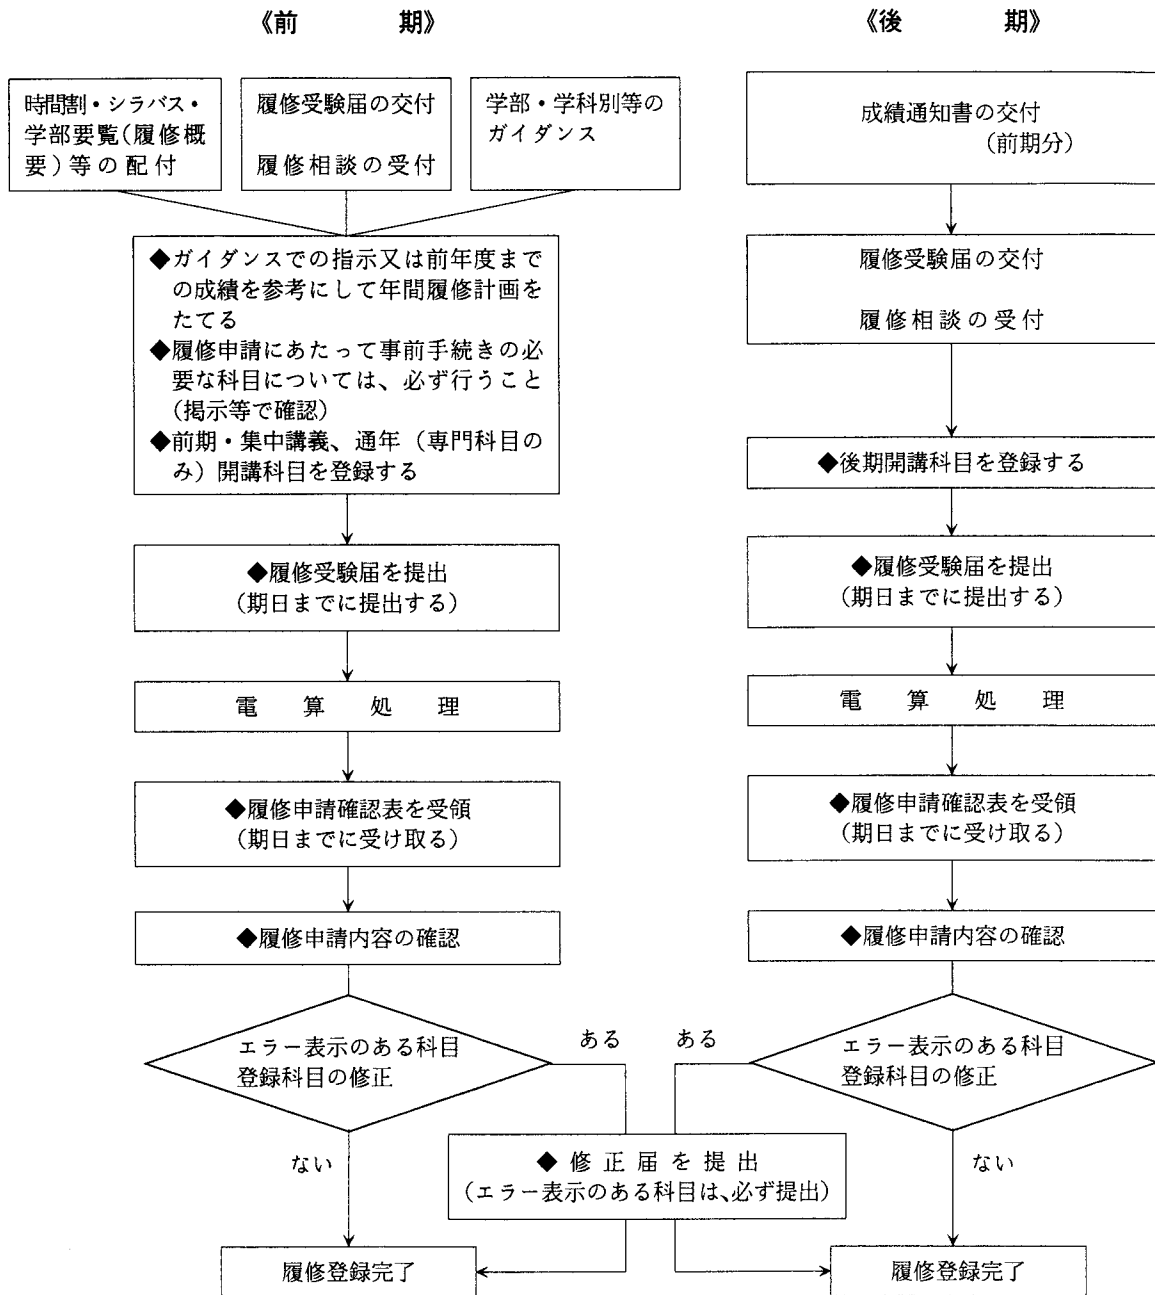 《前　　期》
時間割・シラバス・
学部要覧(履修概
要)等の配付
履修受験届の交付
履修相談の受付
学部・学科別等の
ガイダンス
◆ガイダンスでの指示又は前年度まで
の成績を参考にして年間履修計画を
たてる
◆履修申請にあたって事前手続きの必
要な科目については、必ず行うこと
(掲示等で確認)
◆前期・集中講義、通年（専門科目の
み）開講科目を登録する
◆履修受験届を提出
(期日までに提出する)
電算処理
◆履修申請確認表を受領
(期日までに受け取る)
◆履修申請内容の確認
エラー表示のある科目
登録科目の修正
ある
ない
履修登録完了
《後　　期》
成績通知書の交付
(前期分)
履修受験届の交付
履修相談の受付
◆後期開講科目を登録する
◆履修受験届を提出
(期日までに提出する)
電算処理
◆履修申請確認表を受領
(期日までに受け取る)
◆履修申請内容の確認
エラー表示のある科目
登録科目の修正
ある
ない
◆修正届を提出
(エラー表示のある科目は、必ず提出)
履修登録完了